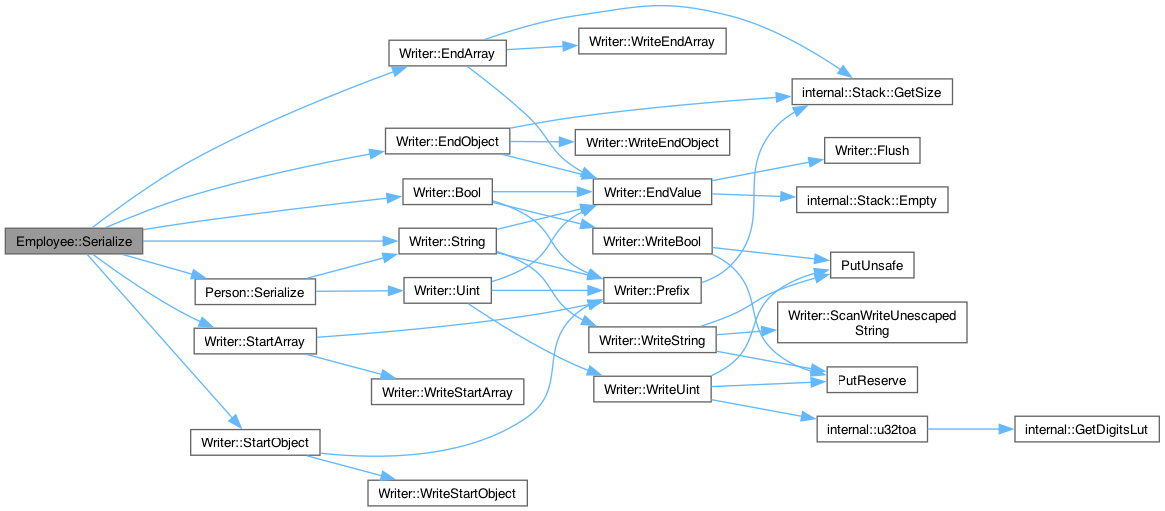 Employee::Serialize
Writer::EndArray
Writer::EndObject
Writer::Bool
Writer::String
Person::Serialize
Writer::Uint
Writer::StartArray
Writer::WriteStartArray
Writer::StartObject
Writer::WriteStartObject
Writer::WriteEndArray
Writer::WriteEndObject
Writer::EndValue
Writer::WriteBool
Writer::Prefix
Writer::WriteString
Writer::WriteUint
internal::Stack::GetSize
Writer::Flush
internal::Stack::Empty
PutUnsafe
Writer::ScanWriteUnescaped
String
PutReserve
internal::u32toa
internal::GetDigitsLut